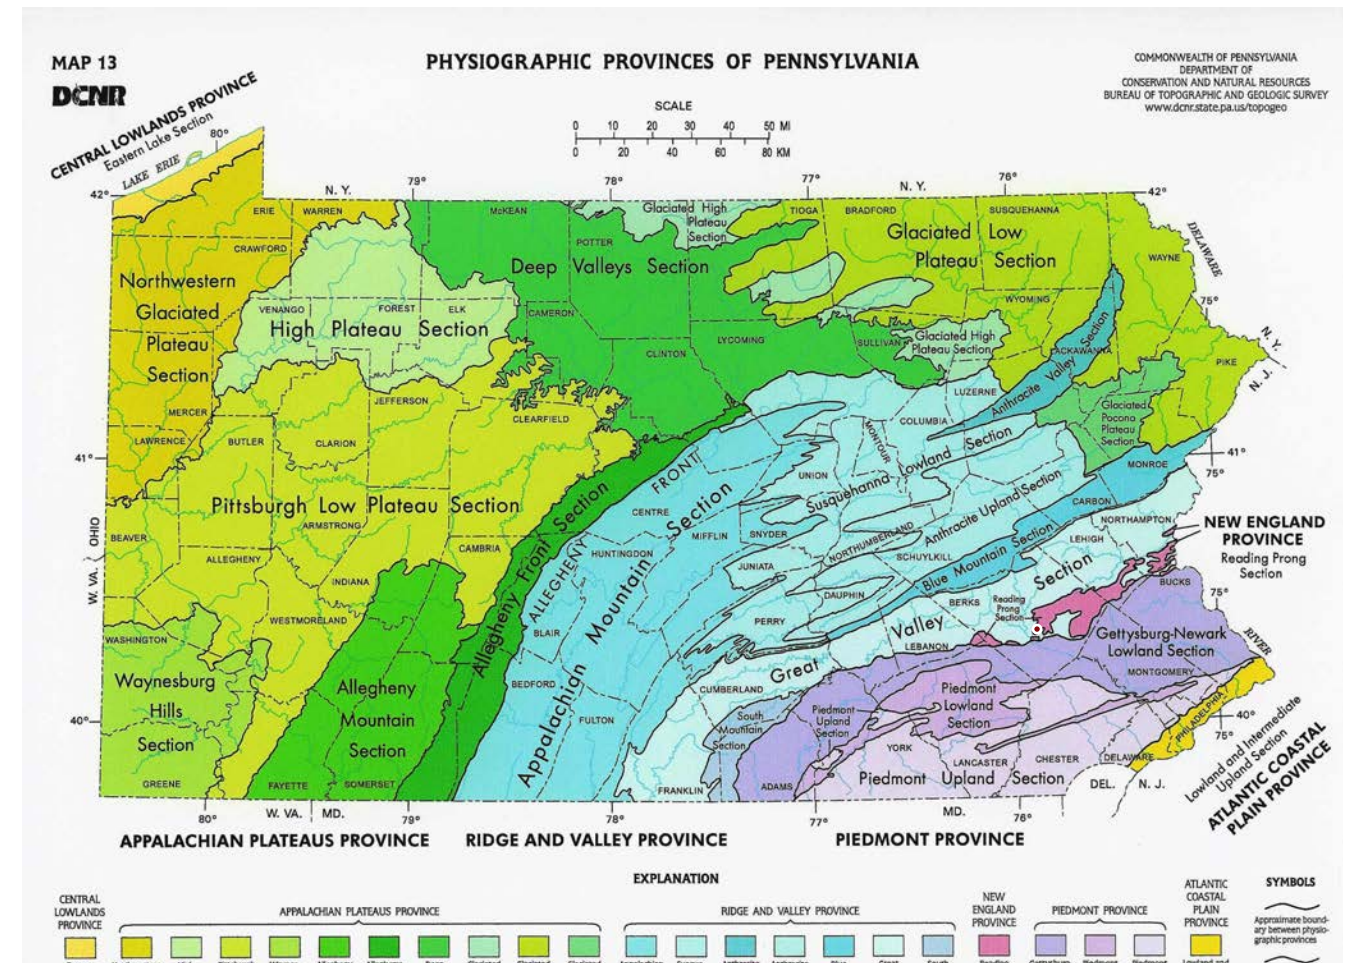 MAP 13
DCNR
PHYSIOGRAPHIC PROVINCES OF PENNSYLVANIA
COMMONWEALTH OF PENNSYLVANIA
DEPARTMENT OF
CONSERVATION AND NATURAL RESOURCES
BUREAU OF TOPOGRAPHIC AND GEOLOGIC SURVEY
www.dcnr.state.pa.us/topogeo
SCALE
0 10 20 30 40 50 MI
0 20 40 60 80 KM
CENTRAL LOWLANDS PROVINCE
Eastern Lake Section
80°
LAKE ERIE
42°
N. Y.
79°
78°
77°
N. Y.
76°
42°
ERIE
WARREN
McKEAN
POTTER
Glaciated High
Plateau
Section
TIOGA
BRADFORD
SUSQUEHANNA
DELAWARE
CRAWFORD
Glaciated Low
Plateau Section
WAYNE
Deep Valleys Section
Northwestern
Glaciated
Plateau
Section
VENANGO
FOREST
ELK
High Plateau Section
CAMERON
WYOMING
75°
N. Y.
N. J.
CLINTON
LYCOMING
SULLIVAN
Glaciated High
Plateau Section
LACKAWANNA
Anthracite Valley Section
PIKE
MERCER
JEFFERSON
CLEARFIELD
LUZERNE
Glaciated
Pocono
Plateau
Section
LAWRENCE
BUTLER
CLARION
COLUMBIA
MONTOUR
41°
41°
75°
Pittsburgh Low Plateau Section
ARMSTRONG
ALLEGHENY FRONT
Allegheny Front Section
CENTRE
UNION
Susquehanna Lowland Section
MONROE
CARBON
NORTHAMPTON
NEW ENGLAND
PROVINCE
Reading Prong
Section
OHIO
W. VA.
BEAVER
ALLEGHENY
CAMBRIA
HUNTINGDON
MIFFLIN
SNYDER
NORTHUMBERLAND
Anthracite Upland Section
SCHUYLKILL
LEHIGH
INDIANA
JUNIATA
Blue Mountain Section
BUCKS
75°
WESTMORELAND
DAUPHIN
BERKS
Reading
Prong
Section
WASHINGTON
BLAIR
PERRY
Great Valley Section
LEBANON
Gettysburg-Newark
Lowland Section
RIVER
Waynesburg
Hills
Section
Allegheny
Mountain
Section
BEDFORD
Appalachian Mountain Section
CUMBERLAND
MONTGOMERY
Piedmont
Lowland
Section
40°
FULTON
South
Mountain
Section
Piedmont
Upland
Section
PHILADELPHIA
40°
75°
YORK
LANCASTER
CHESTER
DELAWARE
GREENE
FAYETTE
SOMERSET
FRANKLIN
ADAMS
Piedmont Upland Section
DEL.
N. J.
Lowland and Intermediate
Upland Section
ATLANTIC COASTAL
PLAIN PROVINCE
80°
W. VA.
MD.
79°
78°
77°
MD.
76°
APPALACHIAN PLATEAUS PROVINCE
RIDGE AND VALLEY PROVINCE
PIEDMONT PROVINCE
EXPLANATION
CENTRAL
LOWLANDS
PROVINCE
APPALACHIAN PLATEAUS PROVINCE
RIDGE AND VALLEY PROVINCE
NEW
ENGLAND
PROVINCE
PIEDMONT PROVINCE
ATLANTIC
COASTAL
PLAIN
PROVINCE
SYMBOLS
Approximate bound-
ary between physio-
graphic provinces